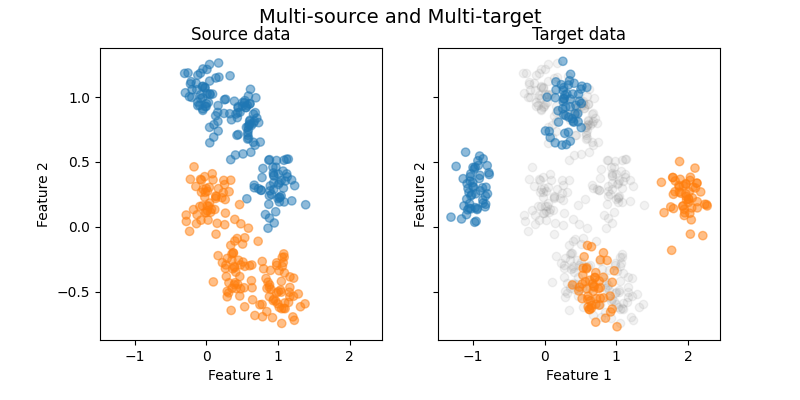 Multi-source and Multi-target
Source data
Target data
1.0
0.5
0.0
−0.5
Feature 2
−1
0
1
2
Feature 1
Feature 2
−1
0
1
2
Feature 1